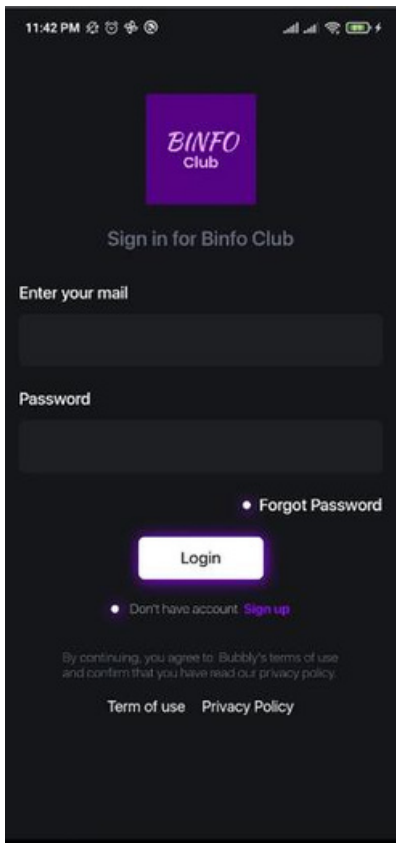 11:42 PM
BINFO
Club
Sign in for Binfo Club
Enter your mail
Password
Forgot Password
Login
Don't have account Sign up
By continuing, you agree to Bubbly's terms of use
and confirm that you have read our privacy policy.
Term of use Privacy Policy